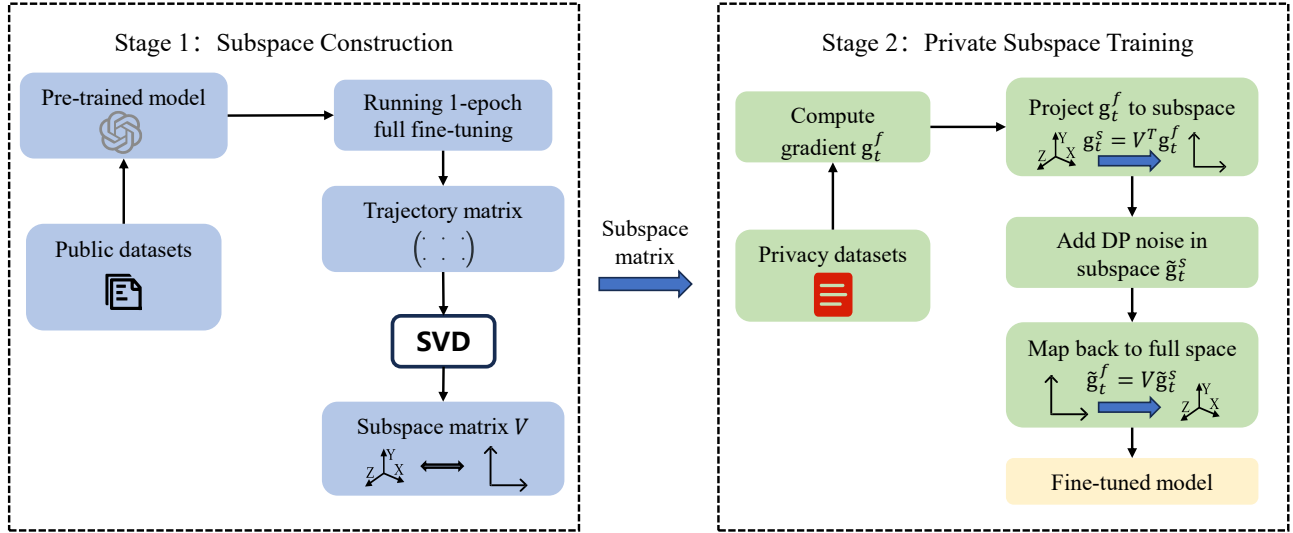 Stage 1：Subspace Construction
Pre-trained model
Running 1-epoch
full fine-tuning
Public datasets
Trajectory matrix
SVD
Subspace matrix V
Y
Z X
Subspace
matrix
Stage 2：Private Subspace Training
Compute
gradient g_t^f
Privacy datasets
Project g_t^f to subspace
g_t^s = V^T g_t^f
Y
Z X
Add DP noise in
subspace g̃_t^s
Map back to full space
g̃_t^f = Vg̃_t^s
Y
Z X
Fine-tuned model